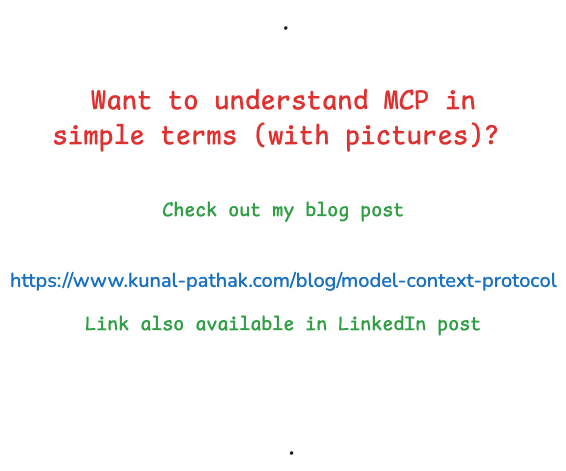 Want to understand MCP in
simple terms (with pictures)?
Check out my blog post
https://www.kunal-pathak.com/blog/model-context-protocol
Link also available in LinkedIn post